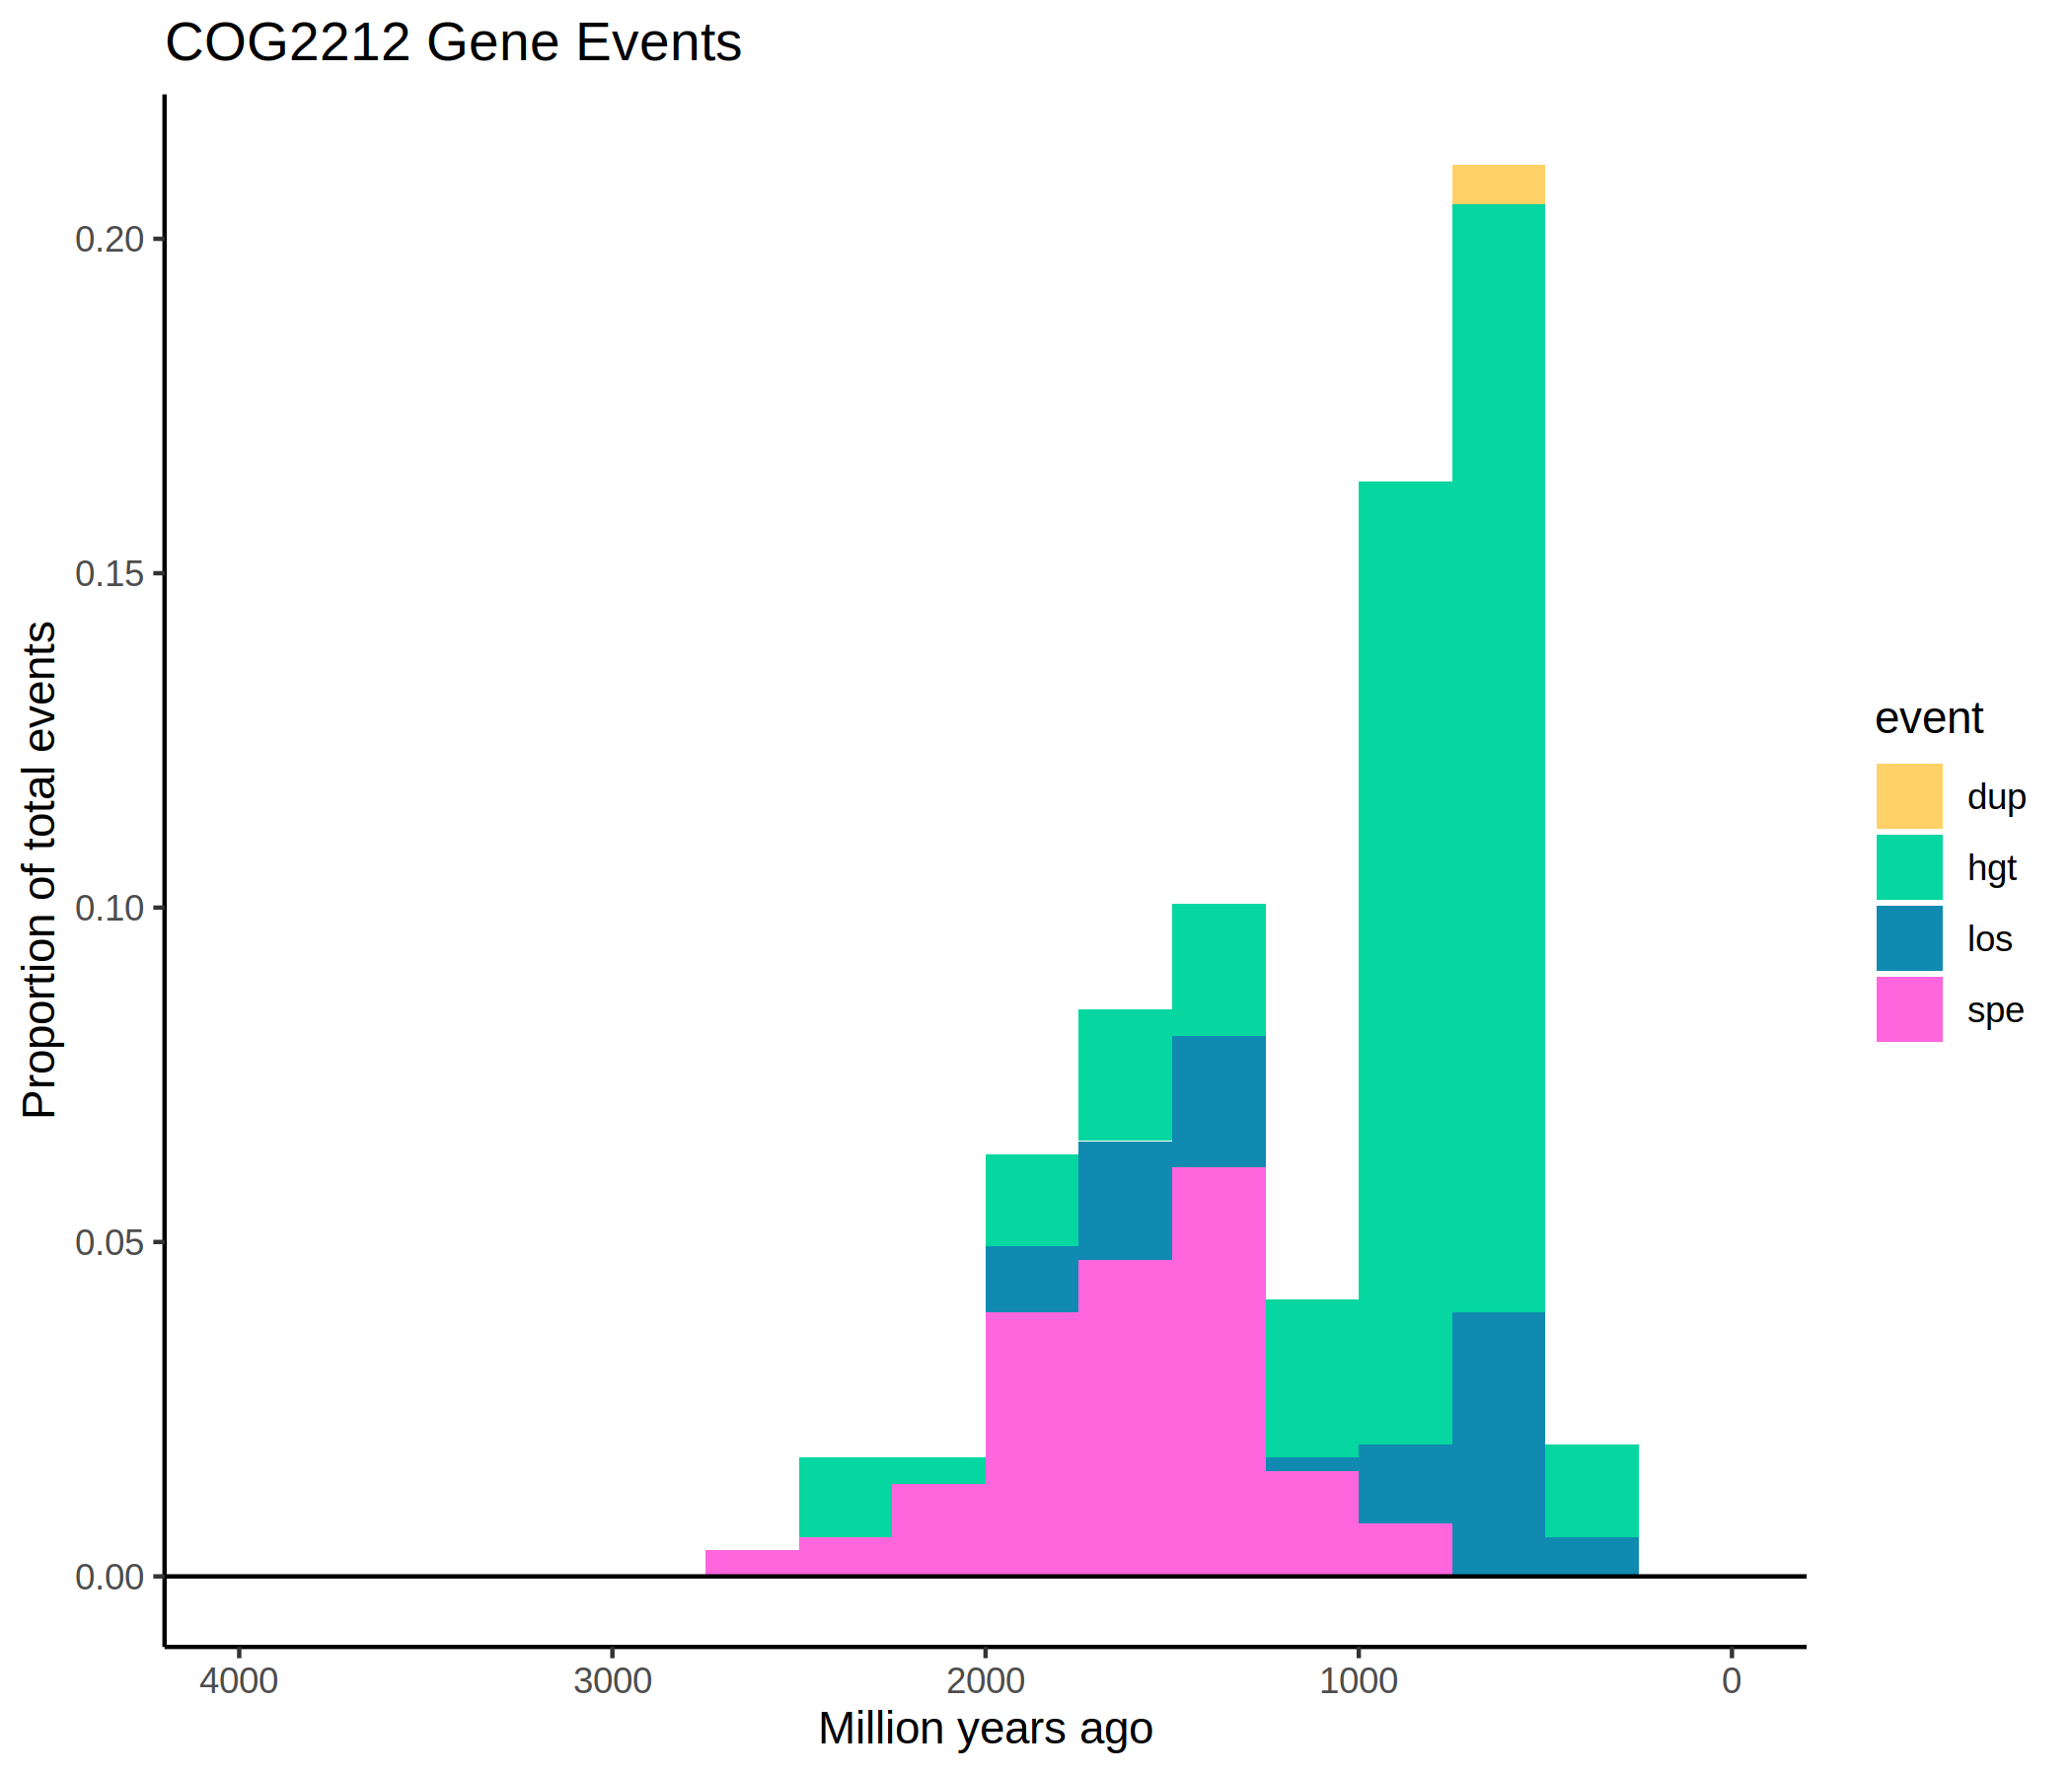 COG2212 Gene Events
Proportion of total events
0.20
0.15
0.10
0.05
0.00
4000 3000 2000 1000 0
Million years ago
event
dup
hgt
los
spe